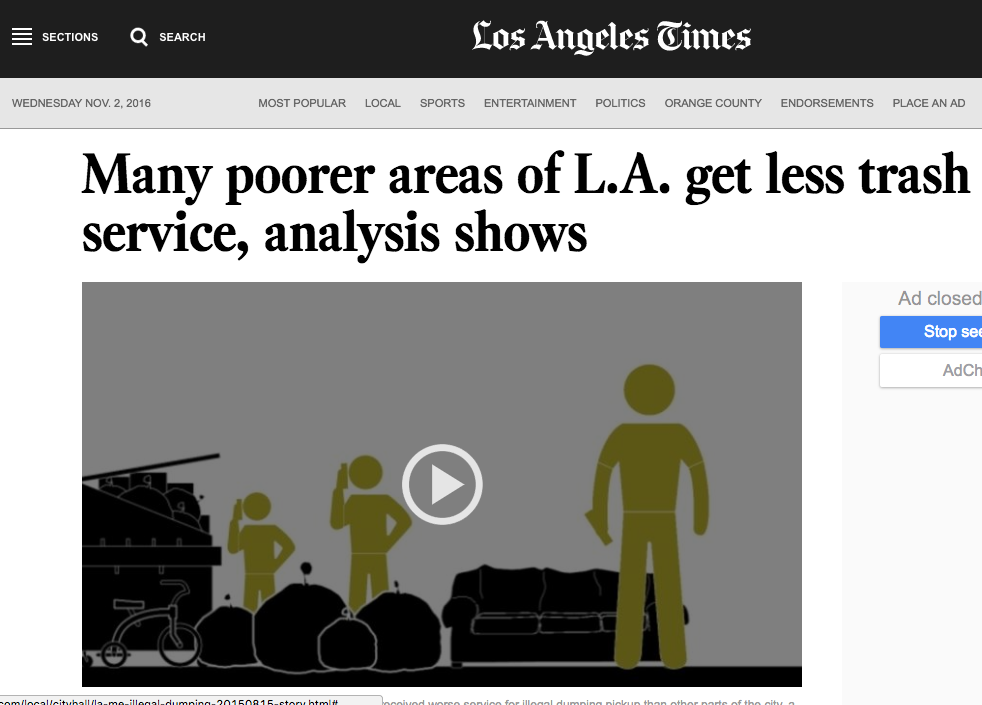 SECTIONS SEARCH Los Angeles Times
WEDNESDAY NOV. 2, 2016 MOST POPULAR LOCAL SPORTS ENTERTAINMENT POLITICS ORANGE COUNTY ENDORSEMENTS PLACE AN AD
Many poorer areas of L.A. get less trash
service, analysis shows
Ad closed
Stop see
AdCh
com/local/cityhall/la-me-illegal-dumping-20150815-story.html# eceived worse service for illegal dumping pickup than other parts of the city, a